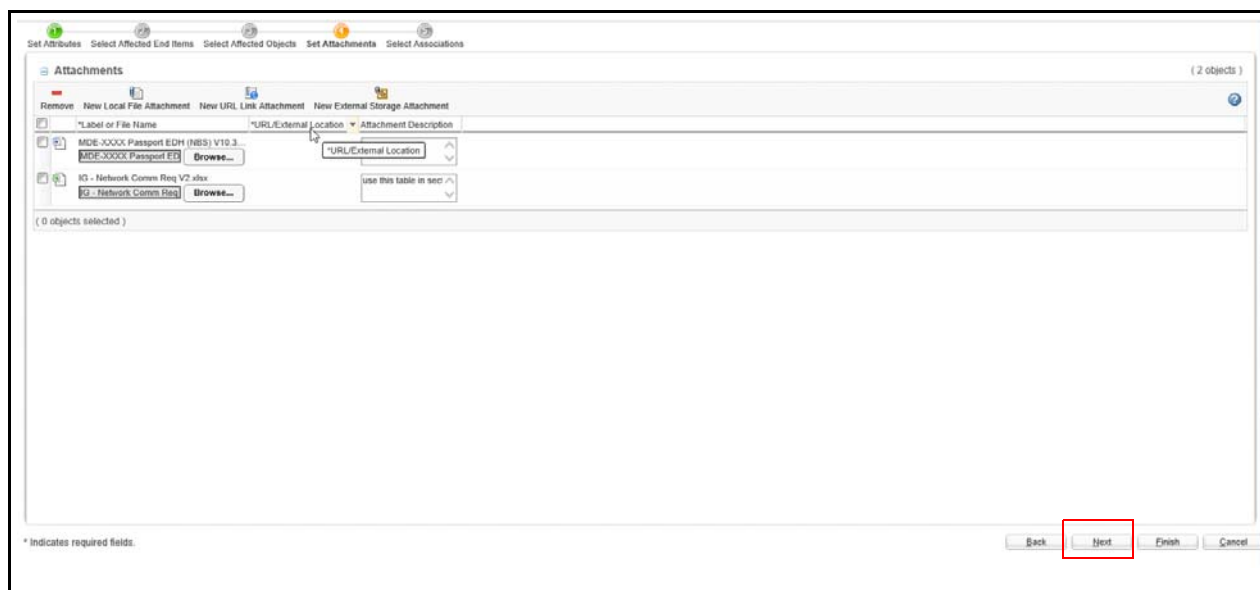 Set Attributes Select Affected End Items Select Affected Objects Set Attachments Select Associations
Attachments ( 2 objects )
Remove New Local File Attachment New URL Link Attachment New External Storage Attachment
*Label or File Name *URL/External Location Attachment Description
MDE-XXXX Passport EDH (NBS) V10.3...
MDE-XXXX Passport ED Browse...
*URL/External Location
IG - Network Comm Req V2.xlsx
IG - Network Comm Req Browse...
use this table in sec
( 0 objects selected )
* Indicates required fields.
Back Next Finish Cancel